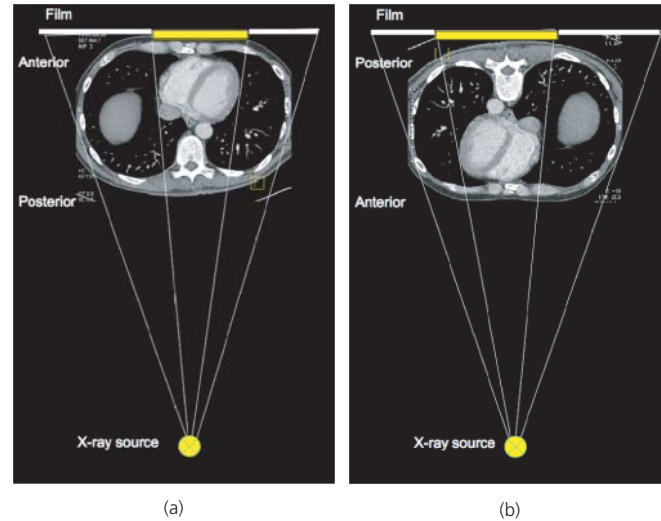 Film
Anterior
Posterior
X-ray source
(a)
Film
Posterior
Anterior
X-ray source
(b)